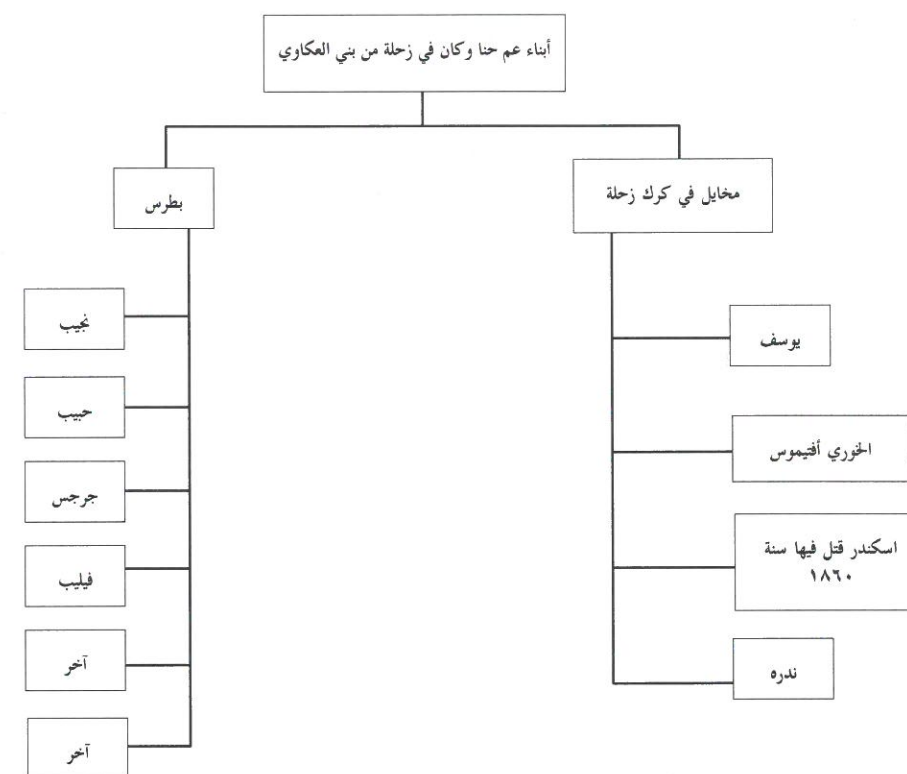 أبناء عم حنا وكان في زحلة من بني العكاوي
مخايل في كرك زحلة
بطرس
يوسف
الخوري أفتيموس
اسكندر قتل فيها سنة
١٨٦٠
ندره
نجيب
حبيب
جرجس
فيليب
آخر
آخر